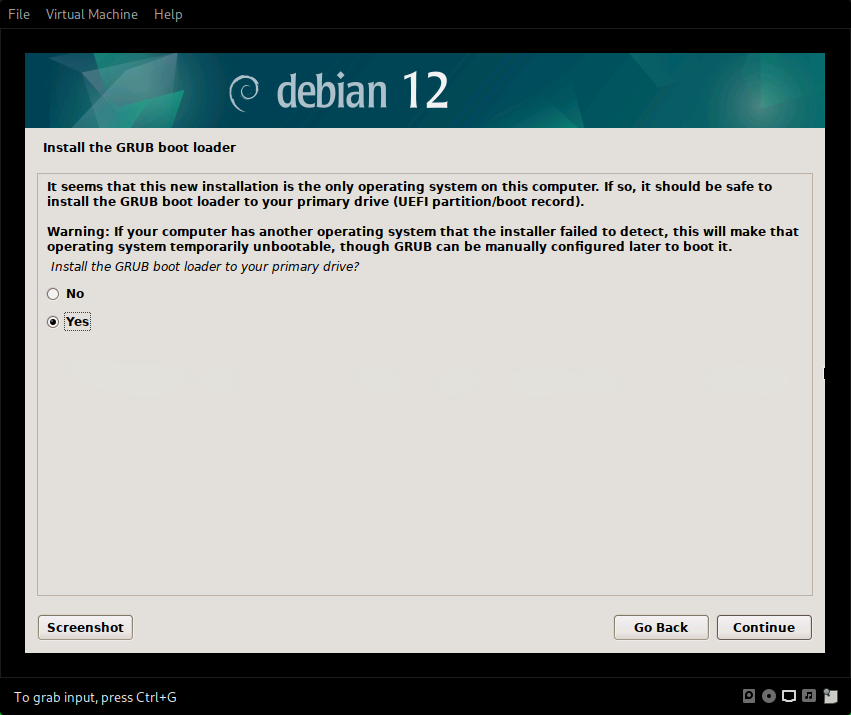 File Virtual Machine Help
debian 12
Install the GRUB boot loader
It seems that this new installation is the only operating system on this computer. If so, it should be safe to
install the GRUB boot loader to your primary drive (UEFI partition/boot record).
Warning: If your computer has another operating system that the installer failed to detect, this will make that
operating system temporarily unbootable, though GRUB can be manually configured later to boot it.
Install the GRUB boot loader to your primary drive?
No
Yes
Screenshot Go Back Continue
To grab input, press Ctrl+G